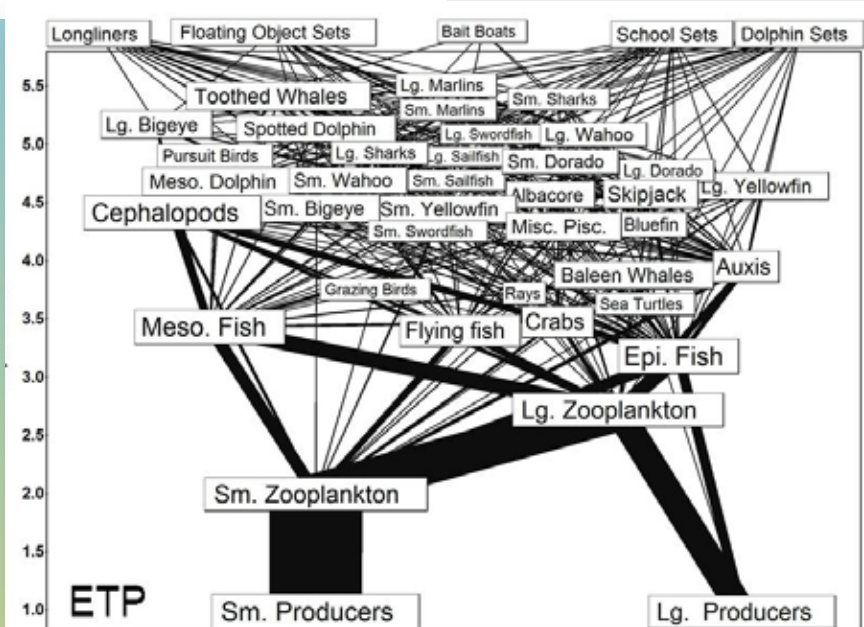 Longliners
Floating Object Sets
Bait Boats
School Sets
Dolphin Sets
5.5
Toothed Whales
Lg. Marlins
Sm. Sharks
Sm. Marlins
5.0
Lg. Bigeye
Spotted Dolphin
Lg. Swordfish
Lg. Wahoo
Pursuit Birds
Lg. Sharks
Lg. Sailfish
Sm. Dorado
Lg. Dorado
4.5
Meso. Dolphin
Sm. Wahoo
Sm. Sailfish
Albacore
Skipjack
Lg. Yellowfin
Cephalopods
Sm. Bigeye
Sm. Yellowfin
Misc. Pisc.
Bluefin
Sm. Swordfish
4.0
Baleen Whales
Auxis
Grazing Birds
Rays
Sea Turtles
3.5
Meso. Fish
Flying fish
Crabs
Epi. Fish
3.0
Lg. Zooplankton
2.5
2.0
Sm. Zooplankton
1.5
1.0
ETP
Sm. Producers
Lg. Producers